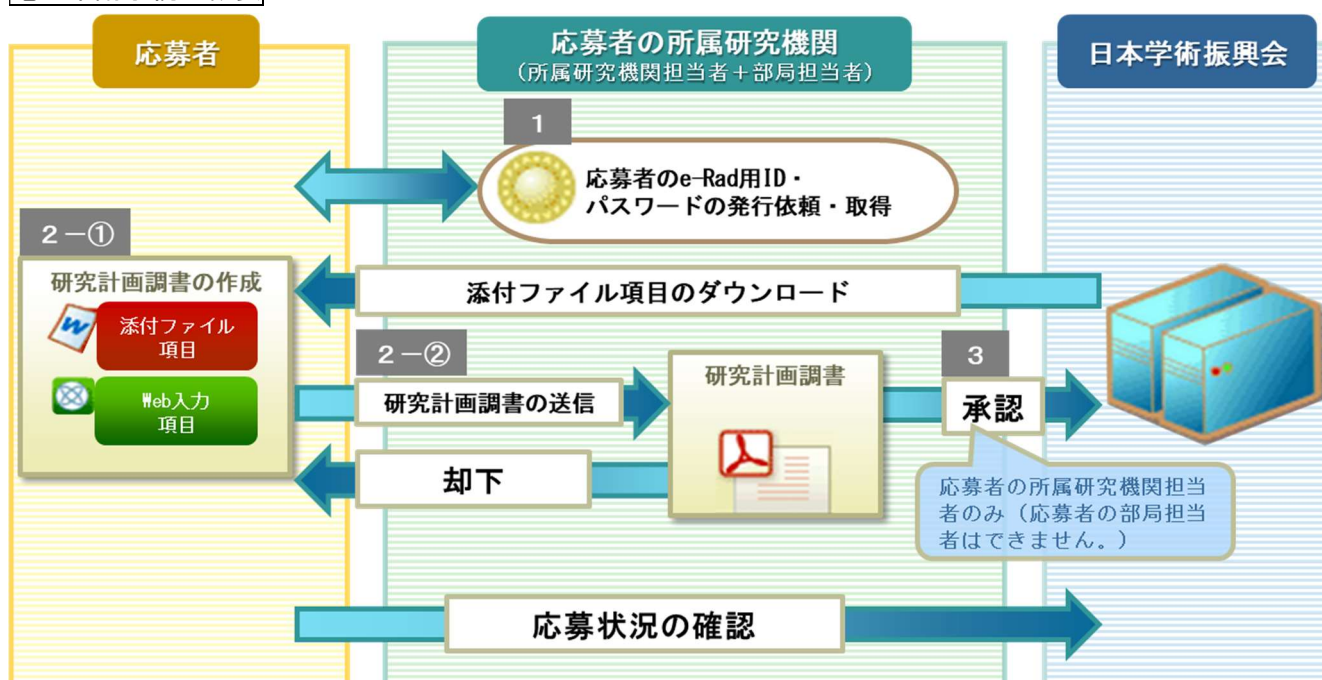 応募者
応募者の所属研究機関
（所属研究機関担当者＋部局担当者）
日本学術振興会
1
応募者のe-Rad用ID・
パスワードの発行依頼・取得
2－①
研究計画調書の作成
添付ファイル
項目
Web入力
項目
添付ファイル項目のダウンロード
2－②
研究計画調書の送信
研究計画調書
3
承認
却下
応募者の所属研究機関担当
者のみ（応募者の部局担当
者はできません。）
応募状況の確認